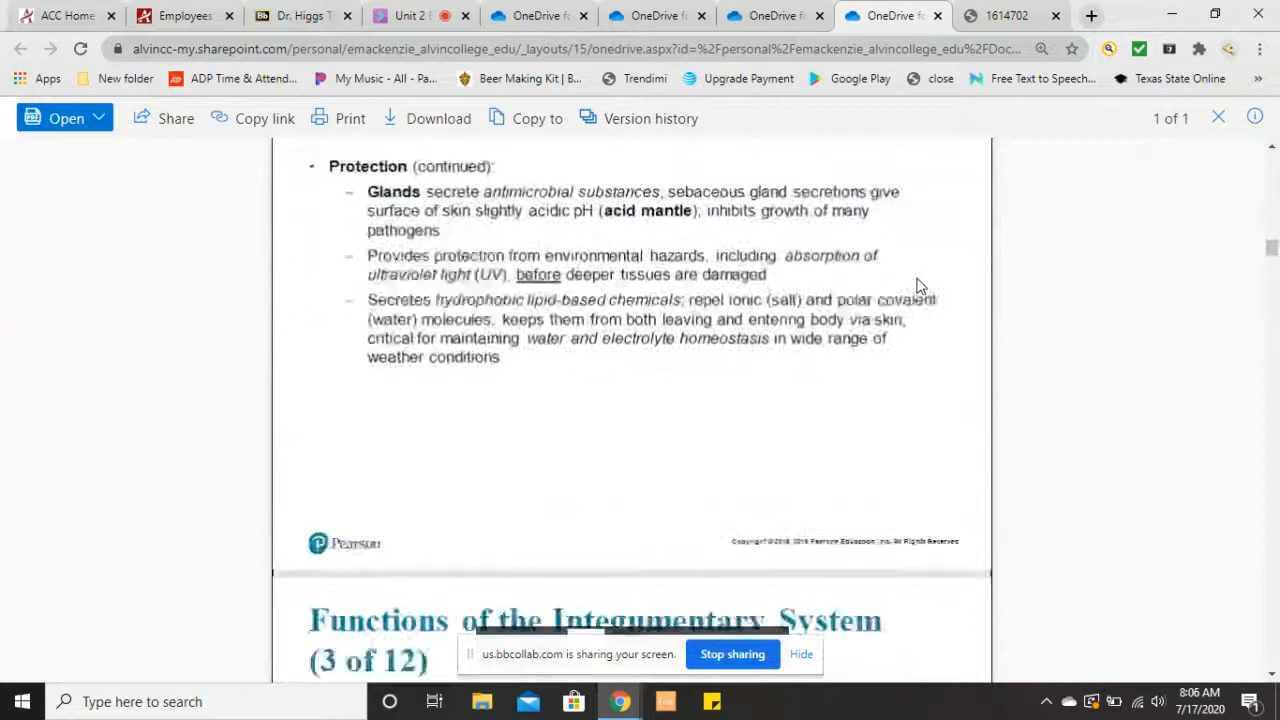 ACC Home
Employees
Dr. Higgs T
Unit 2 E
OneDrive fo
OneDrive fo
OneDrive fo
OneDrive fo
1614702
alvincc-my.sharepoint.com/personal/emackenzie_alvincollege_edu/_layouts/15/onedrive.aspx?id=%2Fpersonal%2Femackenzie_alvincollege_edu%2FDoc...
Apps
New folder
ADP Time & Attend...
My Music - All - Pa...
Beer Making Kit | B...
Trendimi
Upgrade Payment
Google Play
close
Free Text to Speech...
Texas State Online
Open
Share
Copy link
Print
Download
Copy to
Version history
1 of 1
• Protection (continued):
– Glands secrete antimicrobial substances, sebaceous gland secretions give
surface of skin slightly acidic pH (acid mantle); inhibits growth of many
pathogens
– Provides protection from environmental hazards, including absorption of
ultraviolet light (UV), before deeper tissues are damaged
– Secretes hydrophobic lipid-based chemicals; repel ionic (salt) and polar covalent
(water) molecules; keeps them from both leaving and entering body via skin;
critical for maintaining water and electrolyte homeostasis in wide range of
weather conditions
Pearson
Pearson Education, Inc. All Rights Reserved
Functions of the Integumentary System
(3 of 12)
us.bbcollab.com is sharing your screen.
Stop sharing
Hide
Type here to search
8:06 AM
7/17/2020